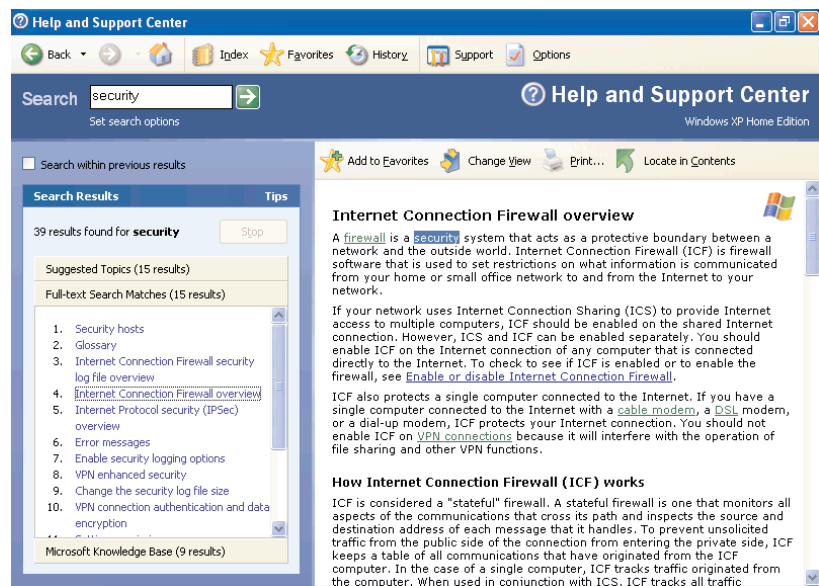 Help and Support Center
Back
Index
Favorites
History
Support
Options
Search
security
Set search options
Help and Support Center
Windows XP Home Edition
Search within previous results
Search Results
Tips
39 results found for security
Stop
Suggested Topics (15 results)
Full-text Search Matches (15 results)
1. Security hosts
2. Glossary
3. Internet Connection Firewall security
log file overview
4. Internet Connection Firewall overview
5. Internet Protocol security (IPSec)
overview
6. Error messages
7. Enable security logging options
8. VPN enhanced security
9. Change the security log file size
10. VPN connection authentication and data
encryption
Microsoft Knowledge Base (9 results)
Add to Favorites
Change View
Print...
Locate in Contents
Internet Connection Firewall overview
A firewall is a security system that acts as a protective boundary between a
network and the outside world. Internet Connection Firewall (ICF) is firewall
software that is used to set restrictions on what information is communicated
from your home or small office network to and from the Internet to your
network.
If your network uses Internet Connection Sharing (ICS) to provide Internet
access to multiple computers, ICF should be enabled on the shared Internet
connection. However, ICS and ICF can be enabled separately. You should
enable ICF on the Internet connection of any computer that is connected
directly to the Internet. To check to see if ICF is enabled or to enable the
firewall, see Enable or disable Internet Connection Firewall.
ICF also protects a single computer connected to the Internet. If you have a
single computer connected to the Internet with a cable modem, a DSL modem,
or a dial-up modem, ICF protects your Internet connection. You should not
enable ICF on VPN connections because it will interfere with the operation of
file sharing and other VPN functions.
How Internet Connection Firewall (ICF) works
ICF is considered a "stateful" firewall. A stateful firewall is one that monitors all
aspects of the communications that cross its path and inspects the source and
destination address of each message that it handles. To prevent unsolicited
traffic from the public side of the connection from entering the private side, ICF
keeps a table of all communications that have originated from the ICF
computer. In the case of a single computer, ICF tracks traffic originated from
the computer. When used in conjunction with ICS, ICF tracks all traffic